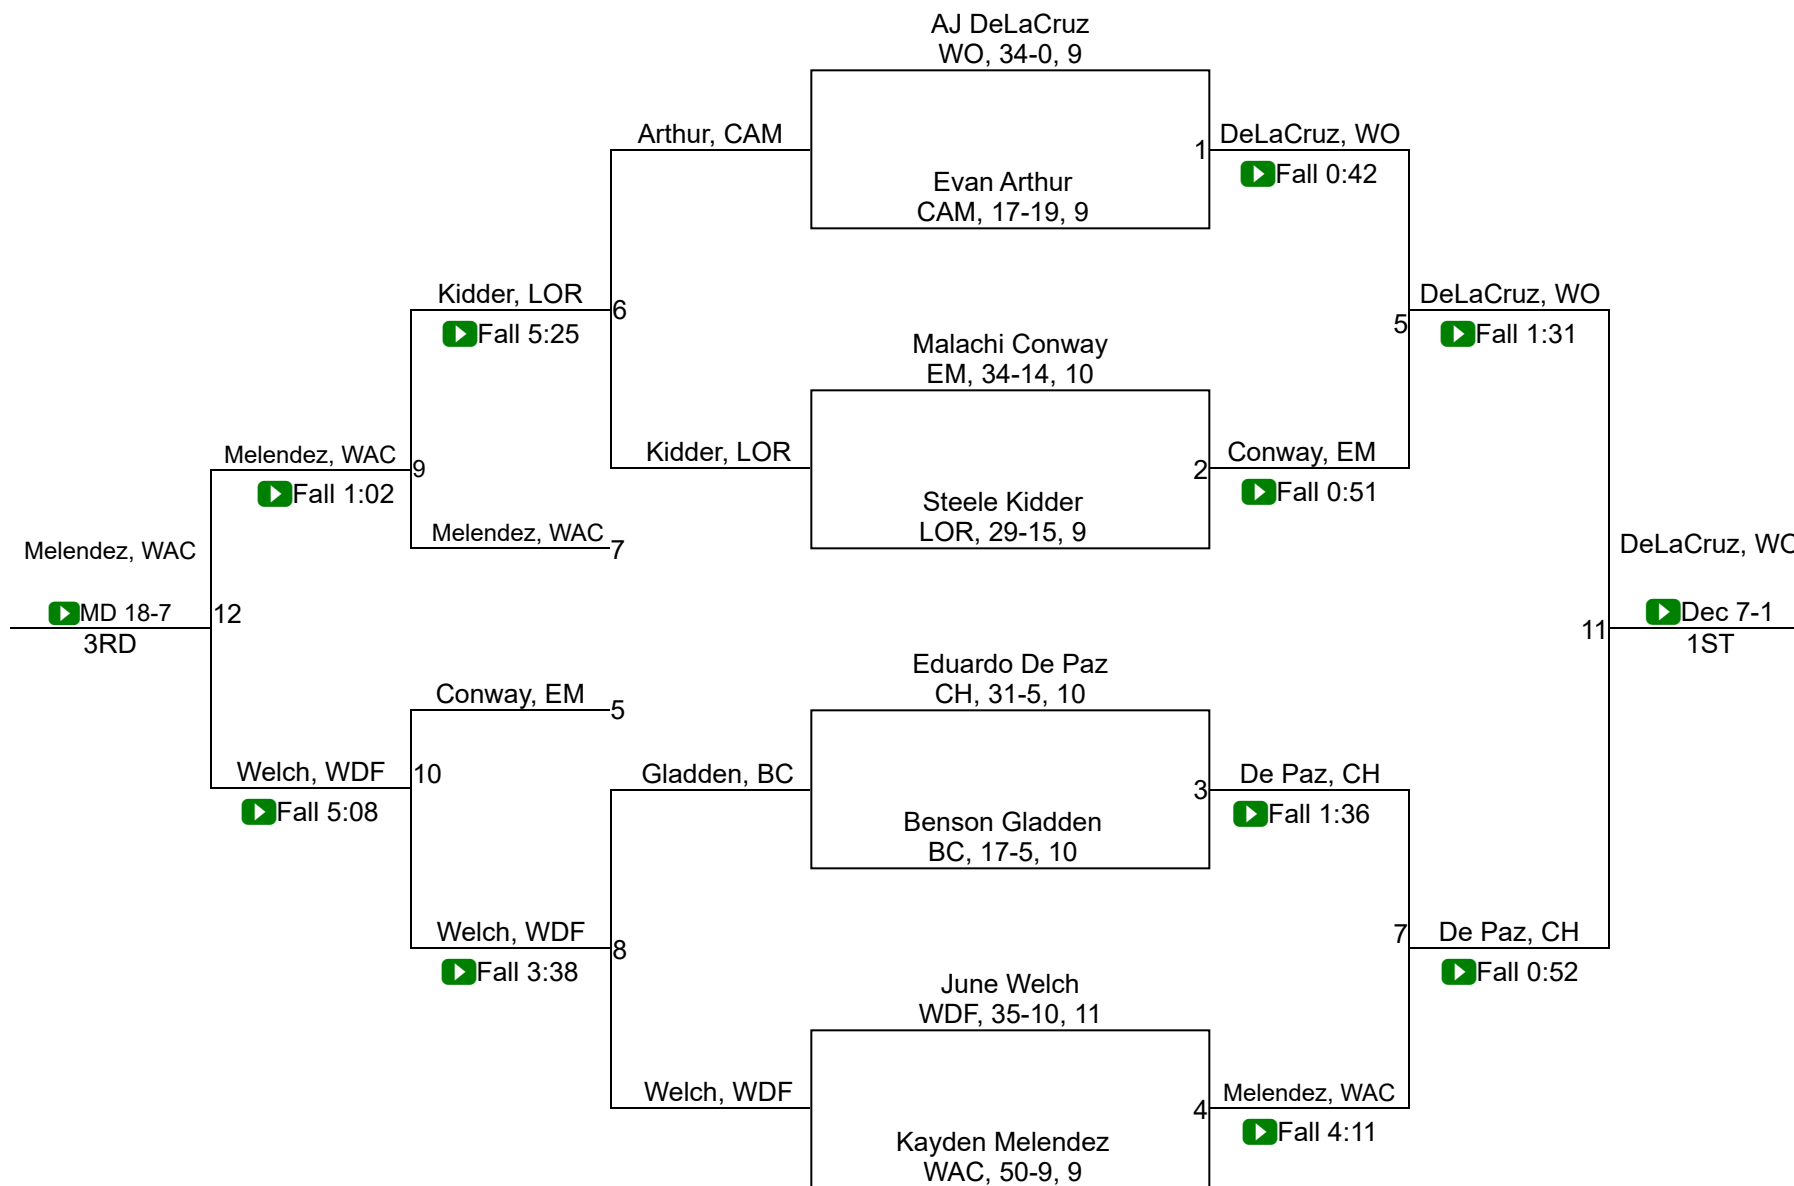 AJ DeLaCruz
WO, 34-0, 9
Arthur, CAM
1
DeLaCruz, WO
Fall 0:42
Evan Arthur
CAM, 17-19, 9
Kidder, LOR
6
Fall 5:25
DeLaCruz, WO
5
Fall 1:31
Malachi Conway
EM, 34-14, 10
Melendez, WAC
9
Fall 1:02
Kidder, LOR
2
Conway, EM
Fall 0:51
Steele Kidder
LOR, 29-15, 9
Melendez, WAC
7
Melendez, WAC
MD 18-7
12
3RD
DeLaCruz, WO
Dec 7-1
11
1ST
Eduardo De Paz
CH, 31-5, 10
Conway, EM
5
Welch, WDF
10
Fall 5:08
Gladden, BC
3
De Paz, CH
Fall 1:36
Benson Gladden
BC, 17-5, 10
Welch, WDF
8
Fall 3:38
7
De Paz, CH
Fall 0:52
June Welch
WDF, 35-10, 11
Welch, WDF
4
Melendez, WAC
Fall 4:11
Kayden Melendez
WAC, 50-9, 9